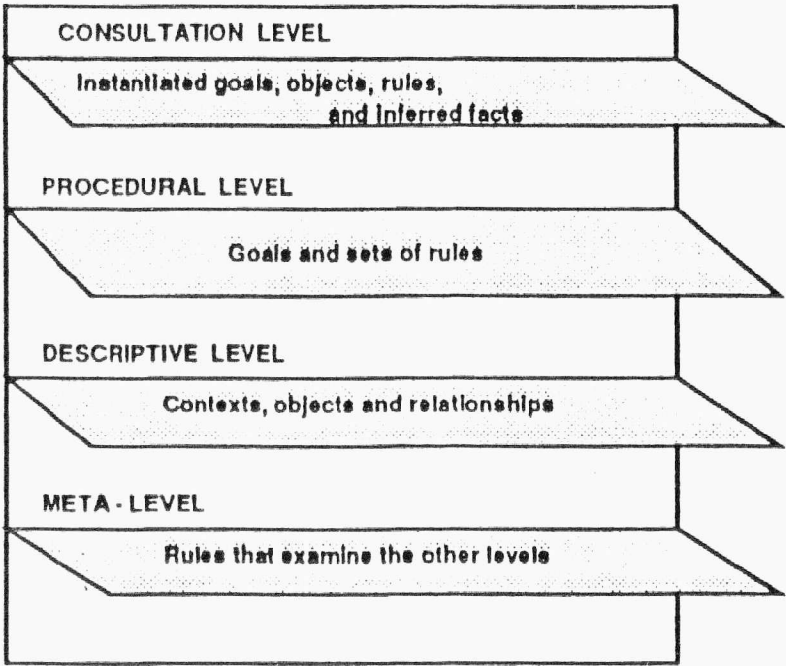 CONSULTATION LEVEL
Instantiated goals, objects, rules,
and inferred facts
PROCEDURAL LEVEL
Goals and sets of rules
DESCRIPTIVE LEVEL
Contexts, objects and relationships
META-LEVEL
Rules that examine the other levels